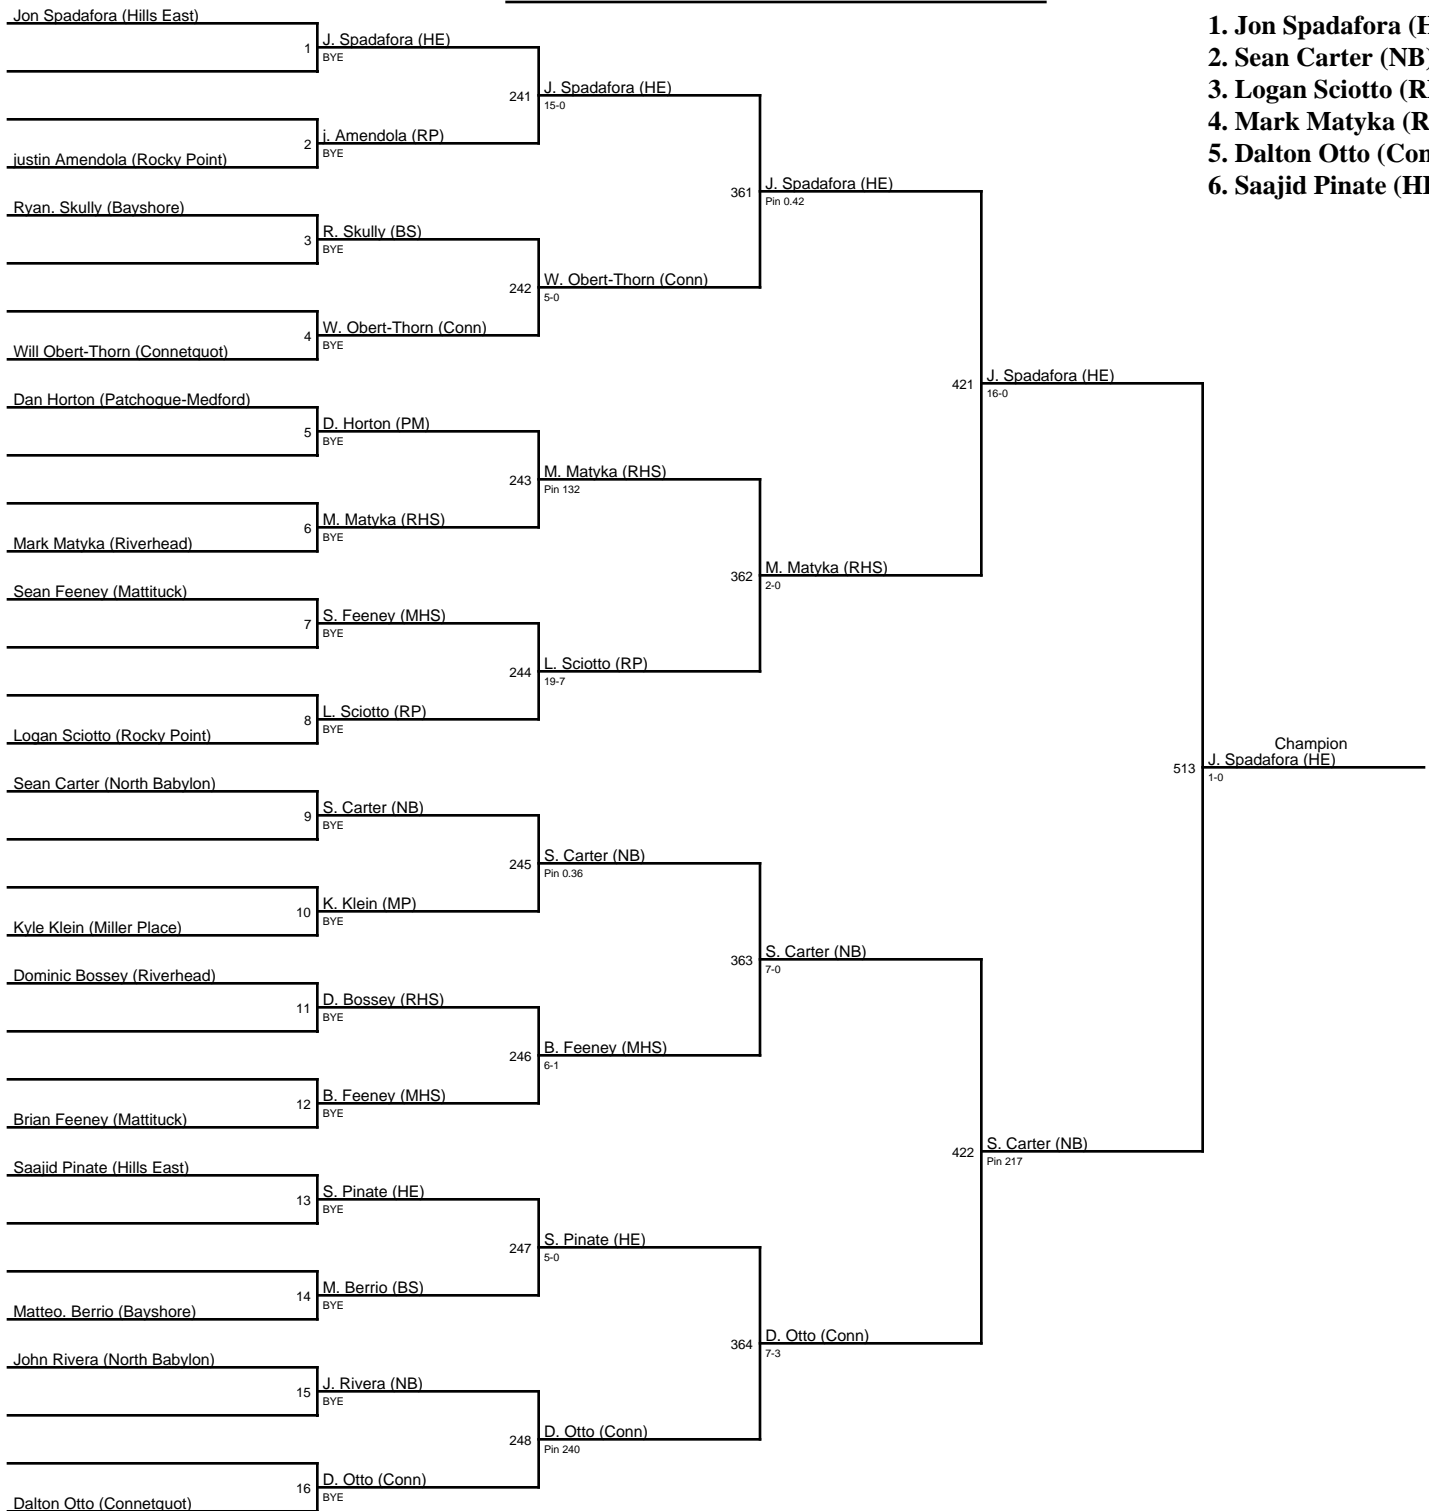 Jon Spadafora (Hills East)
1 J. Spadafora (HE)
BYE
241 J. Spadafora (HE)
15-0
2 j. Amendola (RP)
BYE
justin Amendola (Rocky Point)
361 J. Spadafora (HE)
Pin 0.42
Ryan. Skully (Bayshore)
3 R. Skully (BS)
BYE
242 W. Obert-Thorn (Conn)
5-0
4 W. Obert-Thorn (Conn)
BYE
Will Obert-Thorn (Connetquot)
421 J. Spadafora (HE)
16-0
Dan Horton (Patchogue-Medford)
5 D. Horton (PM)
BYE
243 M. Matyka (RHS)
Pin 132
6 M. Matyka (RHS)
BYE
Mark Matyka (Riverhead)
362 M. Matyka (RHS)
2-0
Sean Feeney (Mattituck)
7 S. Feeney (MHS)
BYE
244 L. Sciotto (RP)
19-7
8 L. Sciotto (RP)
BYE
Logan Sciotto (Rocky Point)
Champion
513 J. Spadafora (HE)
1-0
Sean Carter (North Babylon)
9 S. Carter (NB)
BYE
245 S. Carter (NB)
Pin 0.36
10 K. Klein (MP)
BYE
Kyle Klein (Miller Place)
363 S. Carter (NB)
7-0
Dominic Bossey (Riverhead)
11 D. Bossey (RHS)
BYE
246 B. Feeney (MHS)
6-1
12 B. Feeney (MHS)
BYE
Brian Feeney (Mattituck)
422 S. Carter (NB)
Pin 217
Saajid Pinate (Hills East)
13 S. Pinate (HE)
BYE
247 S. Pinate (HE)
5-0
14 M. Berrio (BS)
BYE
Matteo. Berrio (Bayshore)
364 D. Otto (Conn)
7-3
John Rivera (North Babylon)
15 J. Rivera (NB)
BYE
248 D. Otto (Conn)
Pin 240
16 D. Otto (Conn)
BYE
Dalton Otto (Connetquot)
1. Jon Spadafora (H
2. Sean Carter (NB)
3. Logan Sciotto (R
4. Mark Matyka (R
5. Dalton Otto (Con
6. Saajid Pinate (H